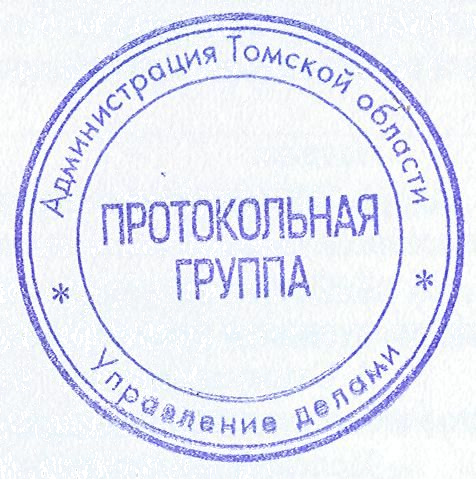 Администрация Томской области
ПРОТОКОЛЬНАЯ
ГРУППА
* Управление делами *